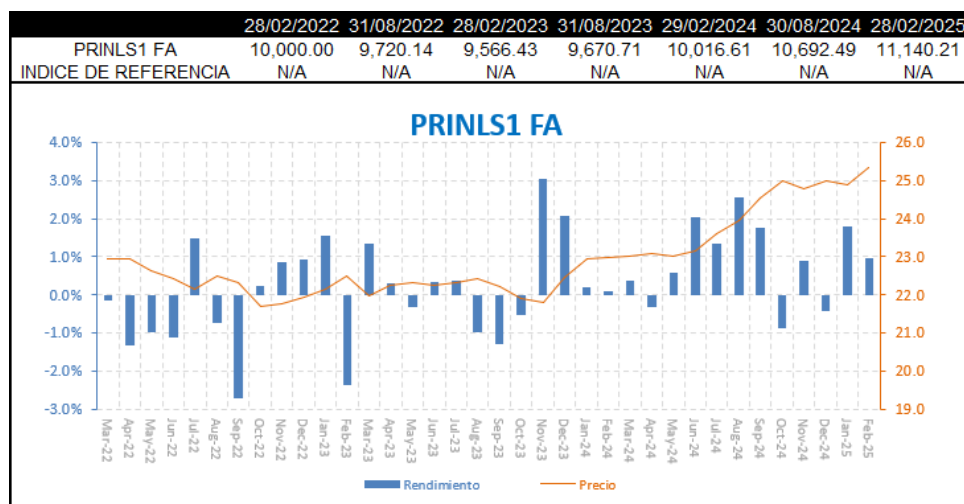 28/02/2022 31/08/2022 28/02/2023 31/08/2023 29/02/2024 30/08/2024 28/02/2025
PRINLS1 FA 10,000.00 9,720.14 9,566.43 9,670.71 10,016.61 10,692.49 11,140.21
INDICE DE REFERENCIA N/A N/A N/A N/A N/A N/A N/A
PRINLS1 FA
4.0% 26.0
3.0% 25.0
2.0% 24.0
1.0% 23.0
0.0% 22.0
-1.0% 21.0
-2.0% 20.0
-3.0% 19.0
Mar-22 Apr-22 May-22 Jun-22 Jul-22 Aug-22 Sep-22 Oct-22 Nov-22 Dec-22 Jan-23 Feb-23 Mar-23 Apr-23 May-23 Jun-23 Jul-23 Aug-23 Sep-23 Oct-23 Nov-23 Dec-23 Jan-24 Feb-24 Mar-24 Apr-24 May-24 Jun-24 Jul-24 Aug-24 Sep-24 Oct-24 Nov-24 Dec-24 Jan-25 Feb-25
Rendimiento Precio